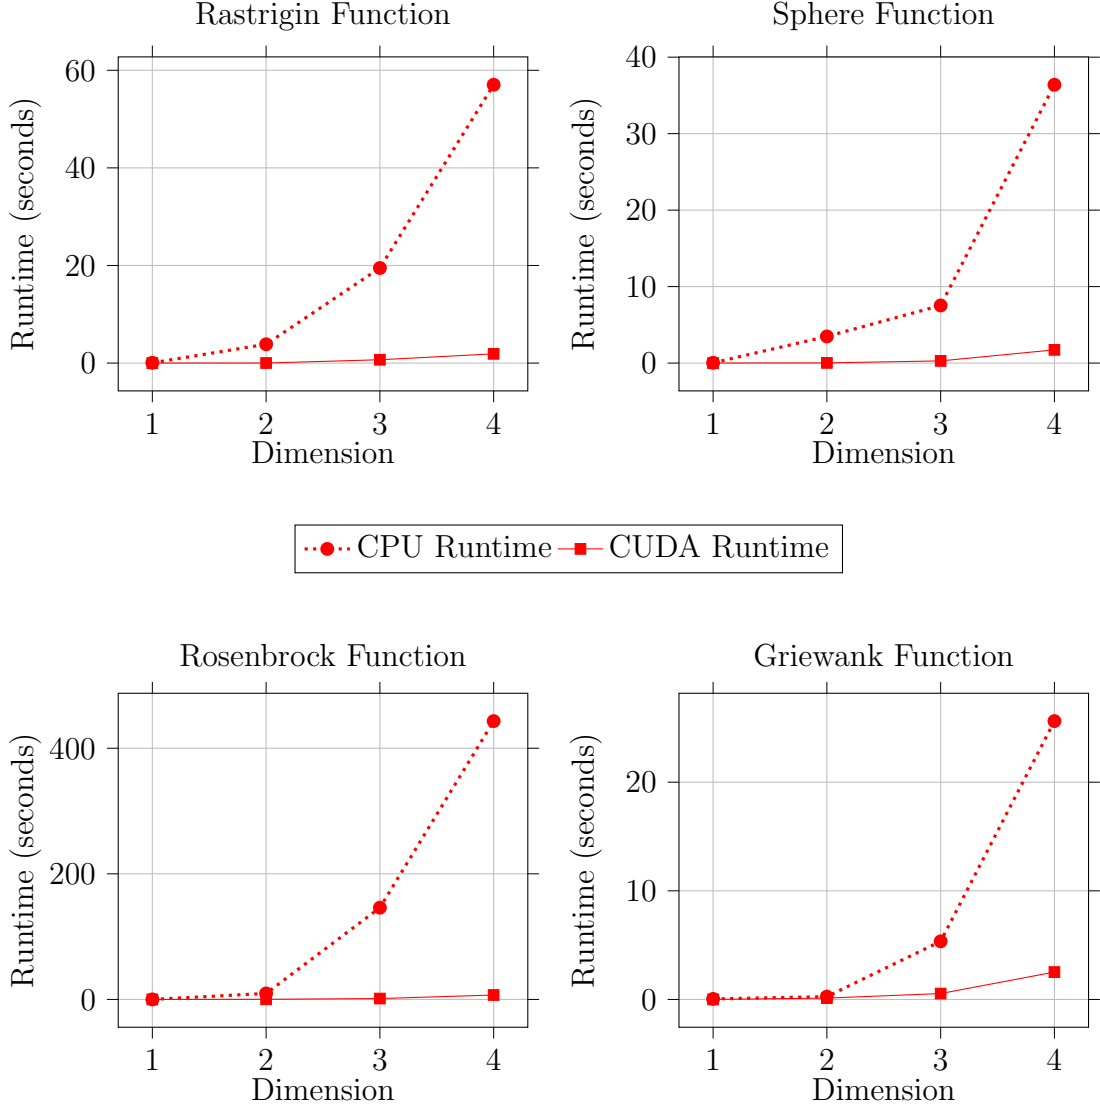 Rastrigin Function
Runtime (seconds)
60
40
20
0
1 2 3 4
Dimension
Sphere Function
Runtime (seconds)
40
30
20
10
0
1 2 3 4
Dimension
CPU Runtime CUDA Runtime
Rosenbrock Function
Runtime (seconds)
400
200
0
1 2 3 4
Dimension
Griewank Function
Runtime (seconds)
20
10
0
1 2 3 4
Dimension